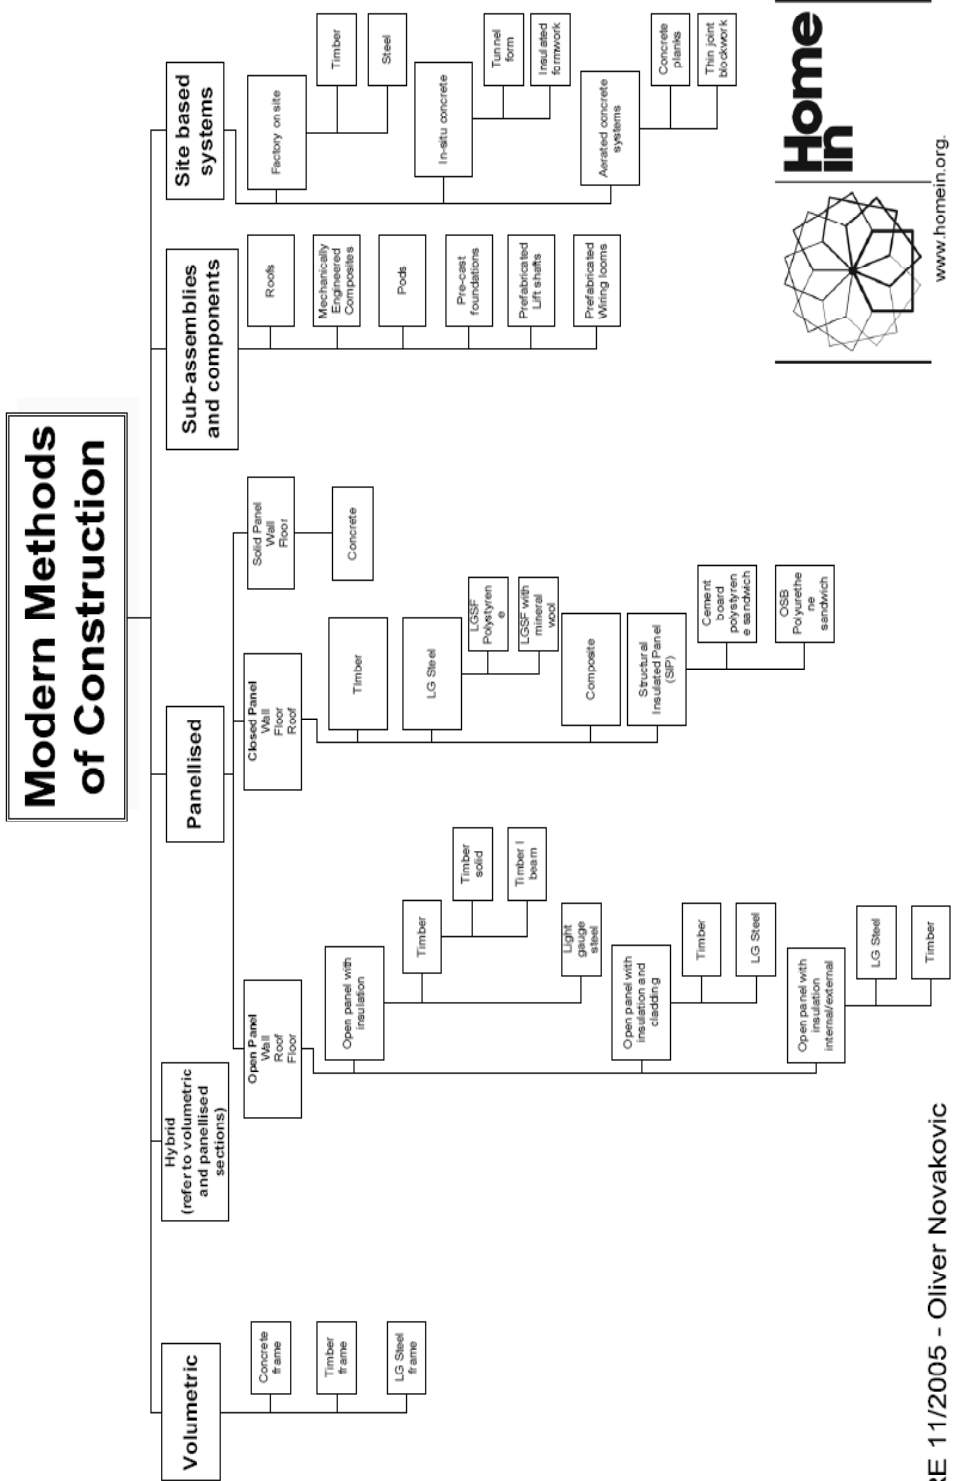 Modern Methods
of Construction
Volumetric
Concrete
frame
Timber
frame
LG Steel
frame
Hybrid
(refer to volumetric
and panellised
sections)
Panellised
Open Panel
Wall
Roof
Floor
Open panel with
insulation
Timber
Timber
solid
Timber I
beam
Light
gauge
steel
Open panel with
insulation and
cladding
Timber
LG Steel
Open panel with
insulation
internal/external
LG Steel
Timber
Closed Panel
Wall
Floor
Roof
Timber
LG Steel
LGSF
Polystyren
e
LGSF with
mineral
wool
Composite
Structural
Insulated Panel
(SIP)
Cement
board
polystyren
e sandwich
OSB
Polyurethe
ne
sandwich
Solid Panel
Wall
Floor
Concrete
Sub-assemblies
and components
Roofs
Mechanically
Engineered
Composites
Pods
Pre-cast
foundations
Prefabricated
Lift shafts
Prefabricated
Wiring looms
Site based
systems
Factory on site
Timber
Steel
In-situ concrete
Tunnel
form
Insulated
formwork
Aerated concrete
systems
Concrete
planks
Thin joint
blockwork
RE 11/2005 - Oliver Novakovic
Home
in
www.homein.org.